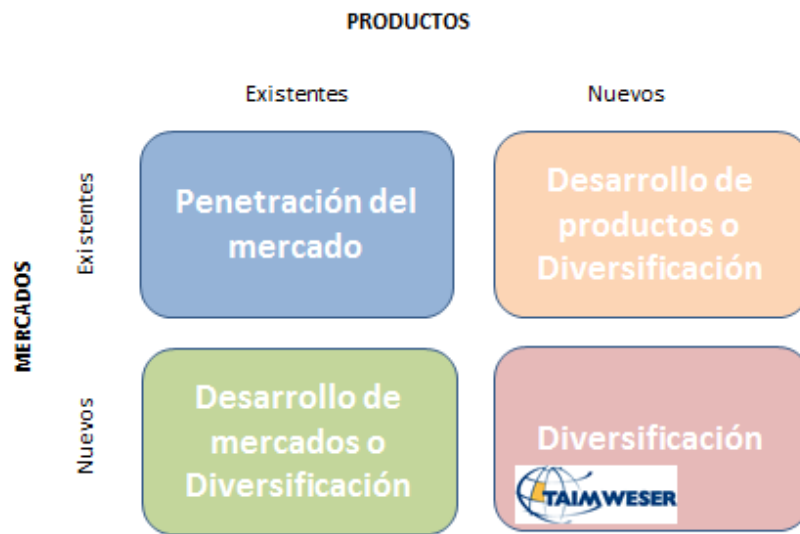 PRODUCTOS
Existentes
Nuevos
MERCADOS
Existentes
Penetración del
mercado
Desarrollo de
productos o
Diversificación
Nuevos
Desarrollo de
mercados o
Diversificación
Diversificación
TAIM WESER